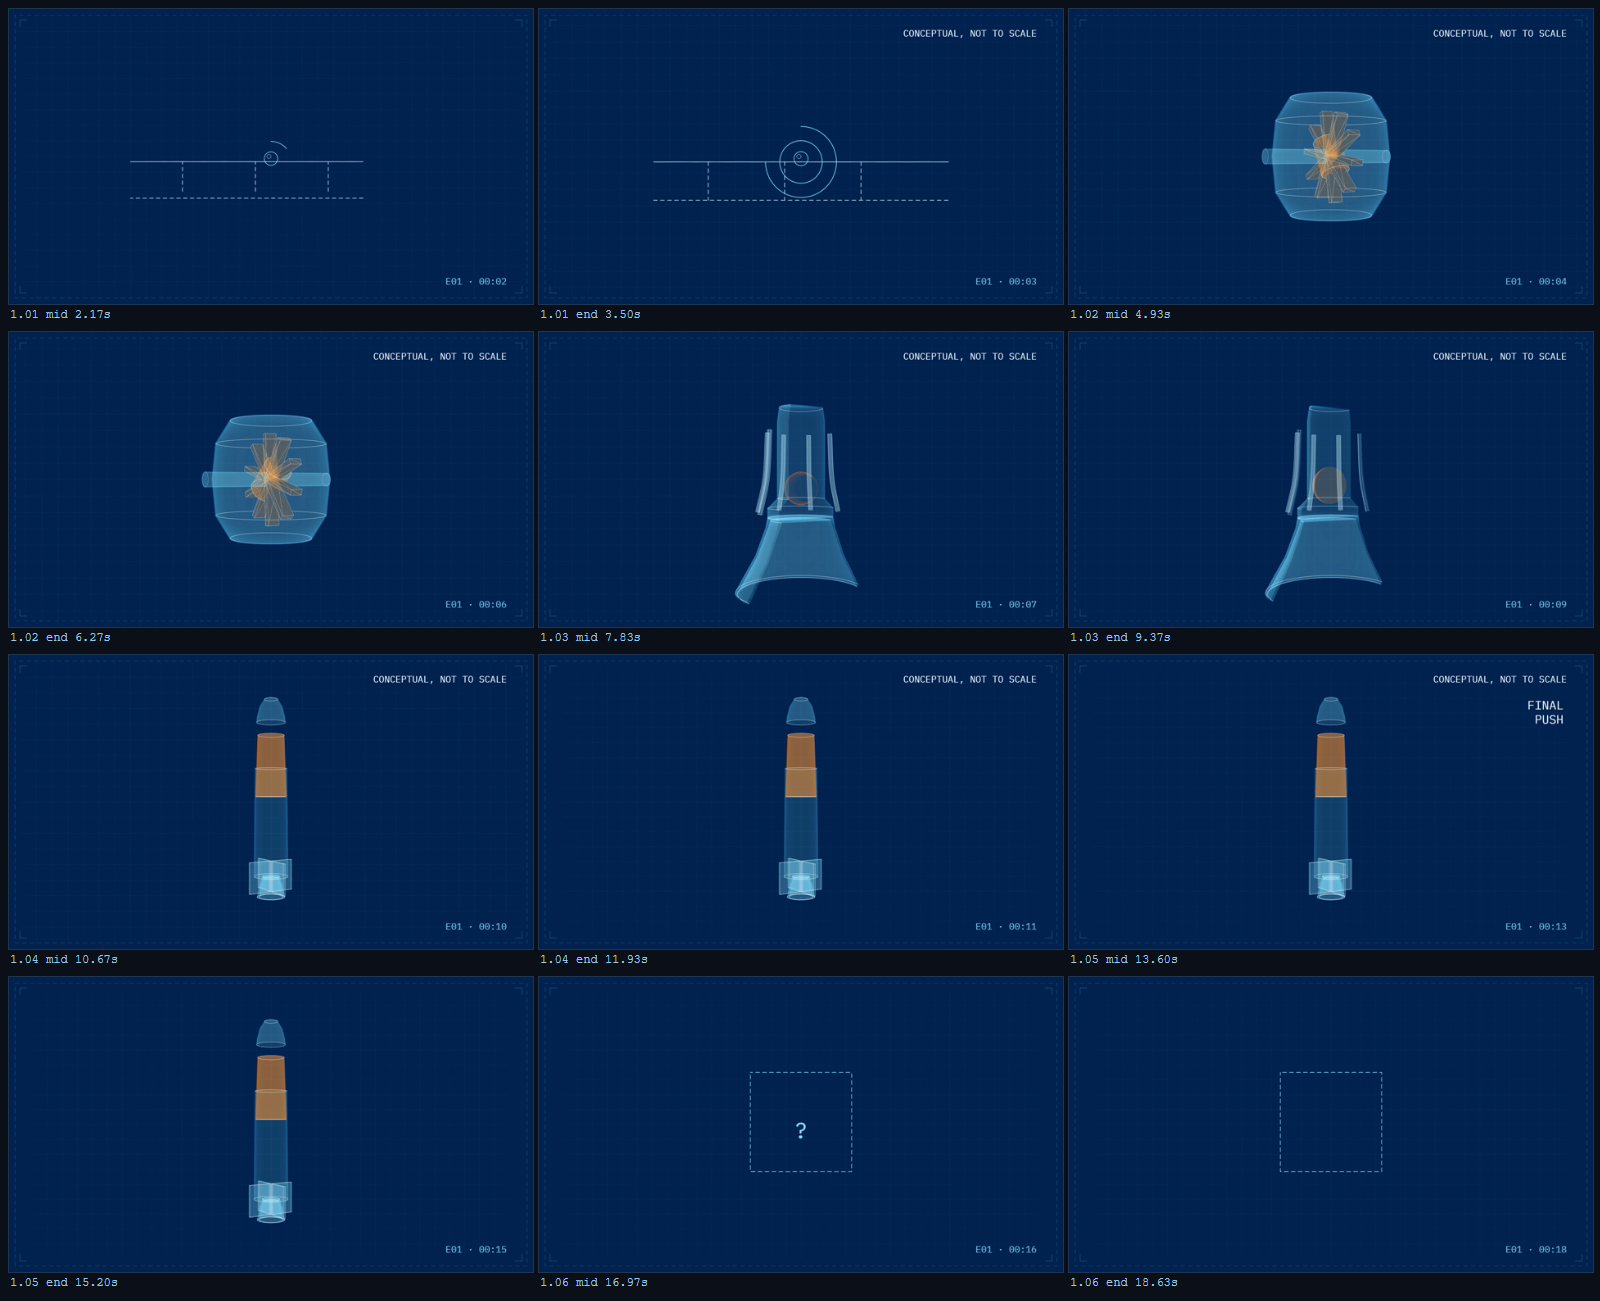 E01 · 00:02
1.01 mid 2.17s
CONCEPTUAL, NOT TO SCALE
E01 · 00:03
1.01 end 3.50s
CONCEPTUAL, NOT TO SCALE
E01 · 00:04
1.02 mid 4.93s
CONCEPTUAL, NOT TO SCALE
E01 · 00:06
1.02 end 6.27s
CONCEPTUAL, NOT TO SCALE
E01 · 00:07
1.03 mid 7.83s
CONCEPTUAL, NOT TO SCALE
E01 · 00:09
1.03 end 9.37s
CONCEPTUAL, NOT TO SCALE
E01 · 00:10
1.04 mid 10.67s
CONCEPTUAL, NOT TO SCALE
E01 · 00:11
1.04 end 11.93s
CONCEPTUAL, NOT TO SCALE
FINAL
PUSH
E01 · 00:13
1.05 mid 13.60s
E01 · 00:15
1.05 end 15.20s
?
E01 · 00:16
1.06 mid 16.97s
E01 · 00:18
1.06 end 18.63s